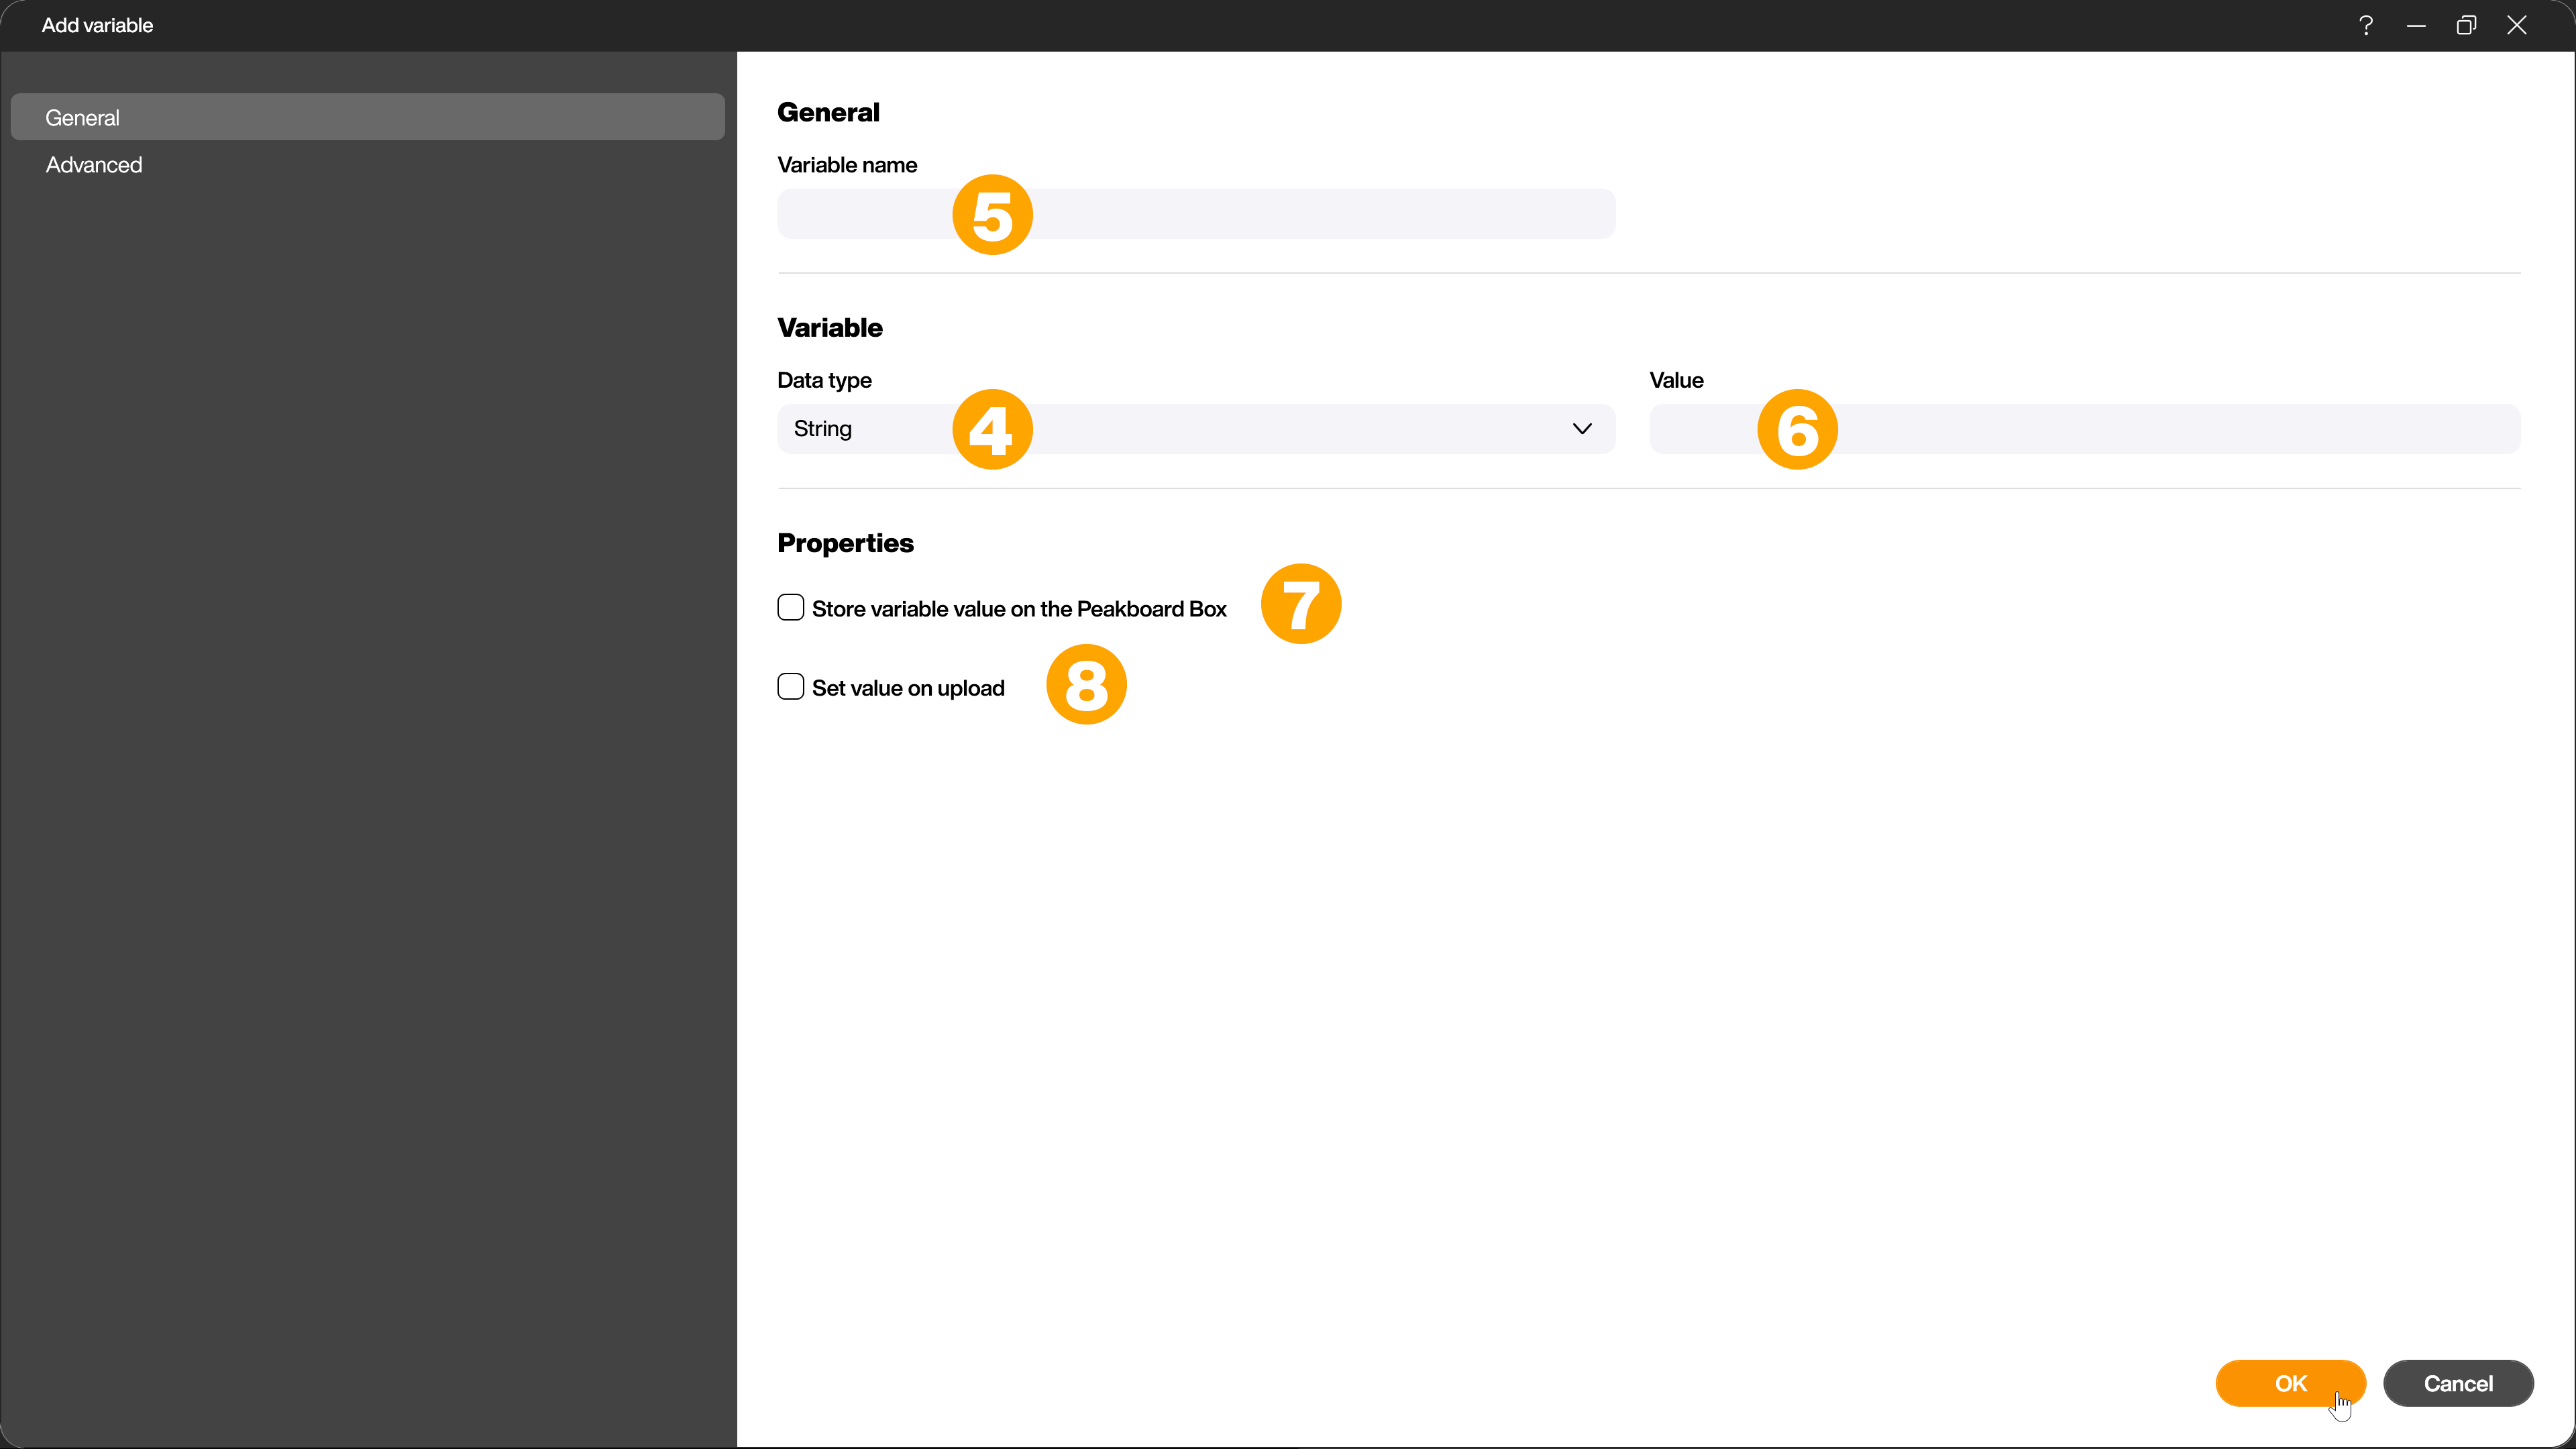 Add variable
?
General
Advanced
General
Variable name
5
Variable
Data type
Value
String
4
6
Properties
Store variable value on the Peakboard Box
7
Set value on upload
8
OK
Cancel